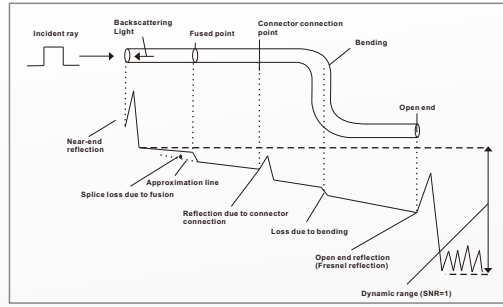 Incident ray
Backscattering
Light
Fused point
Connector connection
point
Bending
Open end
Near-end
reflection
Approximation line
Splice loss due to fusion
Reflection due to connector
connection
Loss due to bending
Open end reflection
(Fresnel reflection)
Dynamic range (SNR=1)